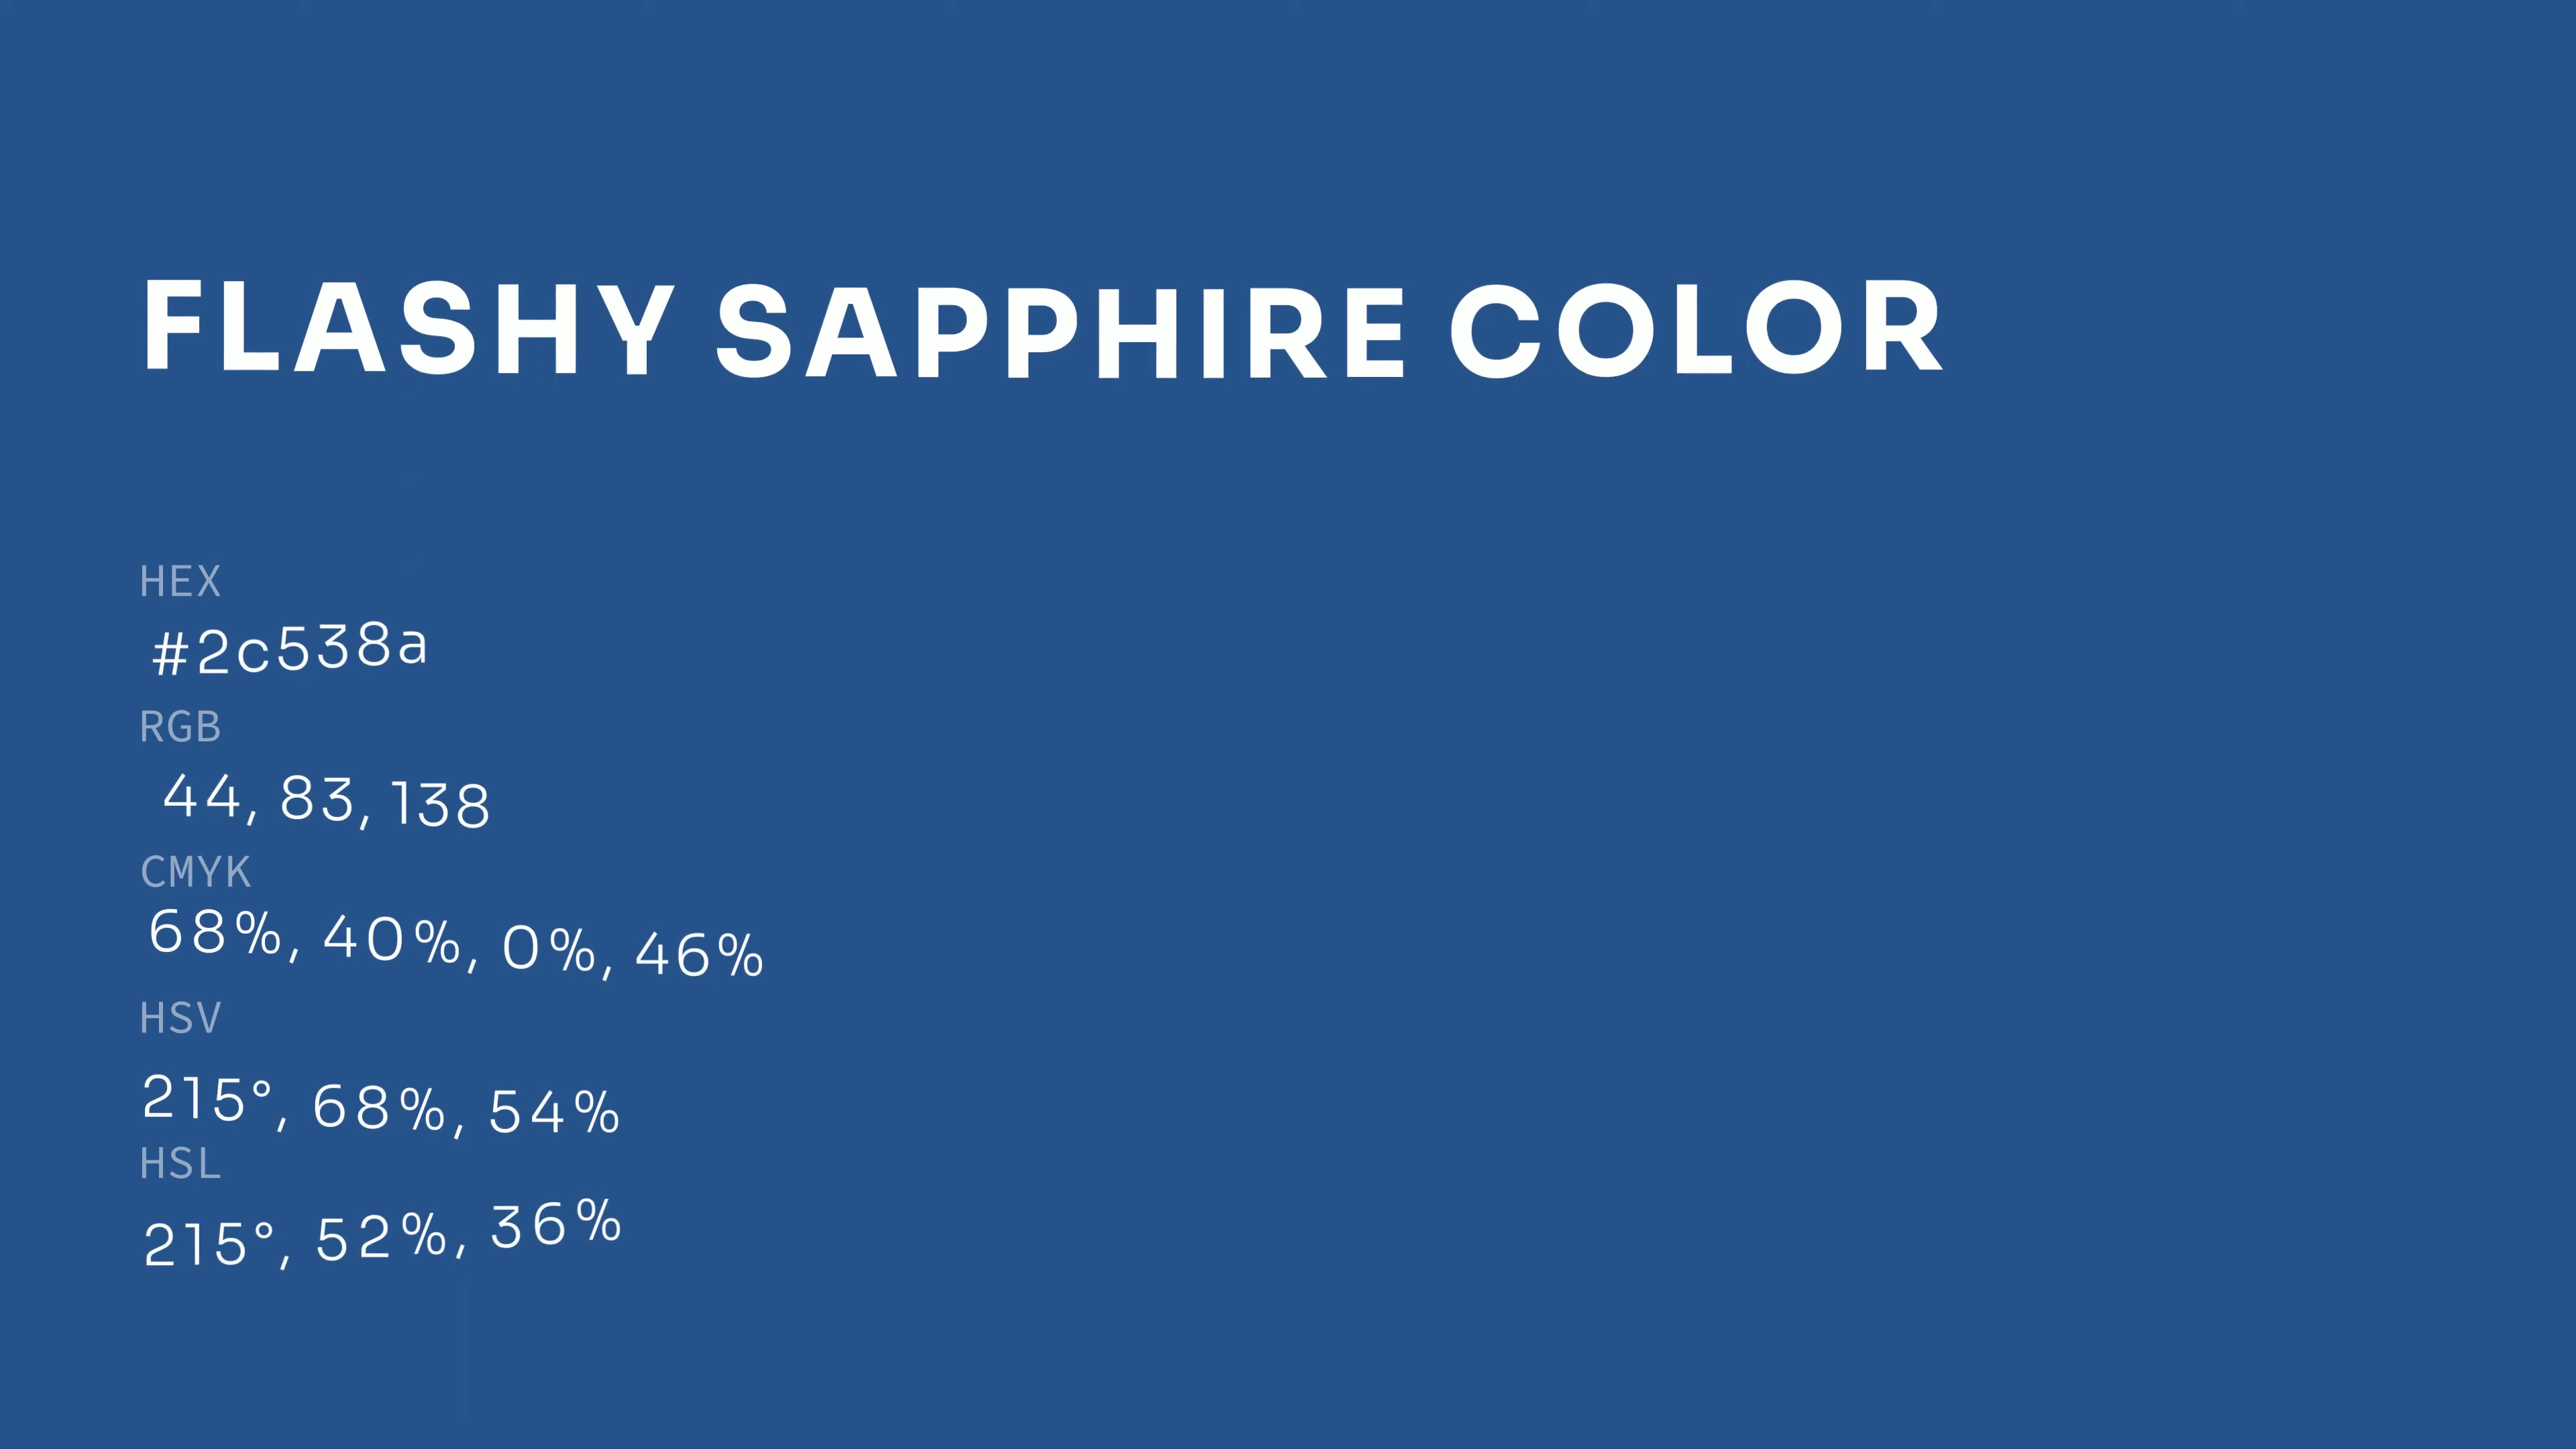 FLASHY SAPPHIRE COLOR
HEX
#2c538a
RGB
44, 83, 138
CMYK
68%, 40%, 0%, 46%
HSV
215°, 68%, 54%
HSL
215°, 52%, 36%